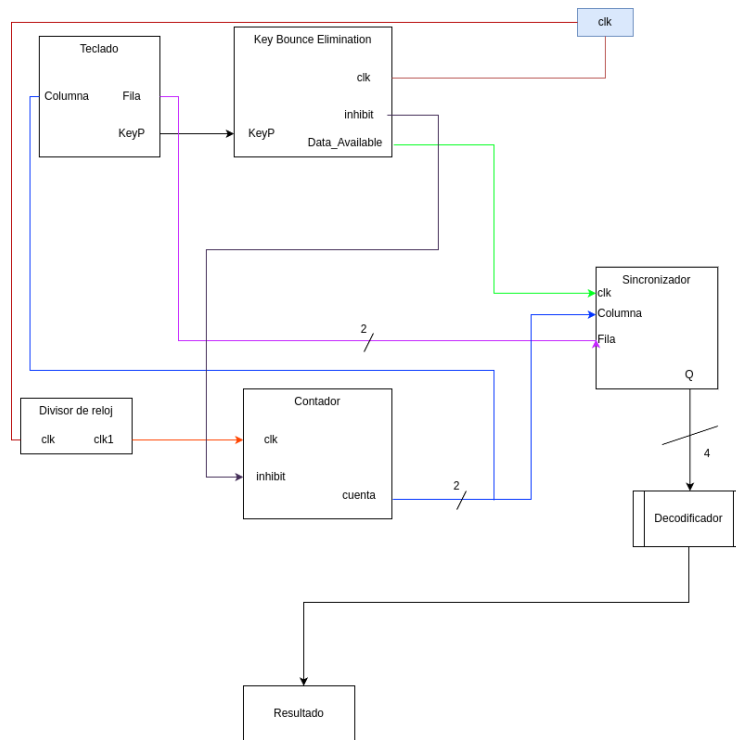 clk
Teclado
Columna
Fila
KeyP
Key Bounce Elimination
clk
inhibit
KeyP
Data_Available
Sincronizador
clk
Columna
Fila
Q
2
Divisor de reloj
clk
clk1
Contador
clk
inhibit
cuenta
2
4
Decodificador
Resultado